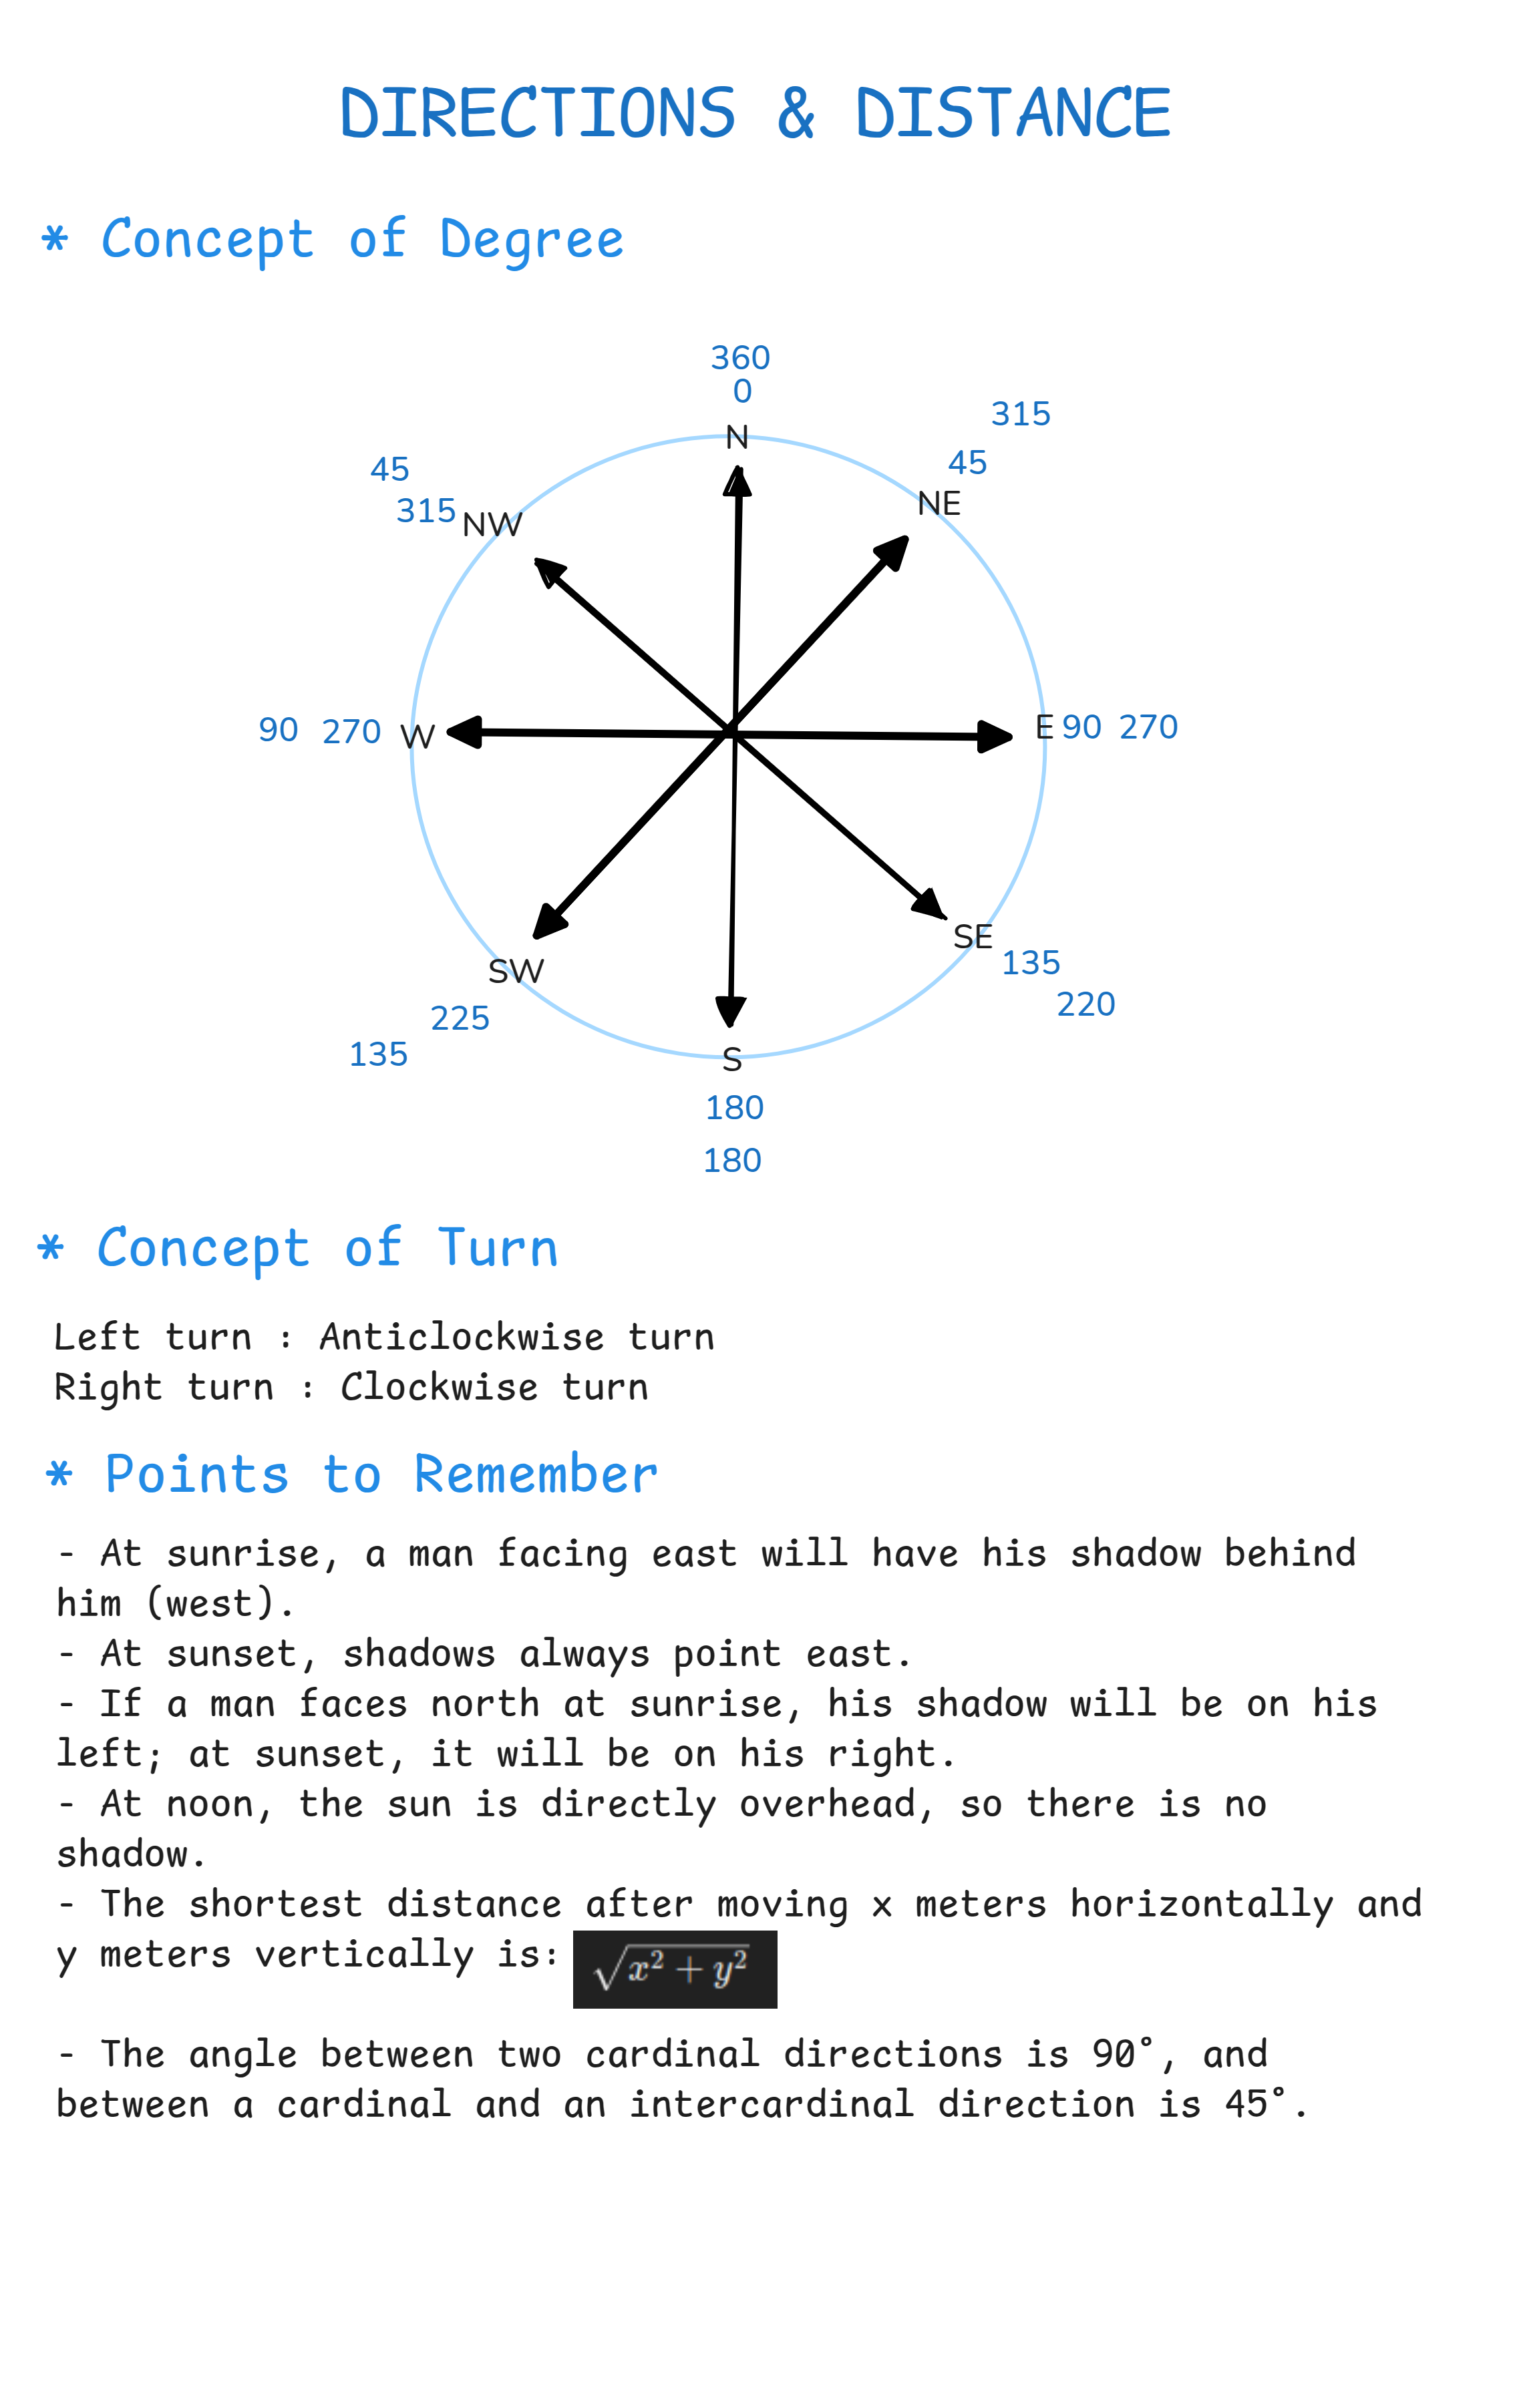 DIRECTIONS & DISTANCE
* Concept of Degree
360
0
N
315
45
NE
45
315 NW
90 270 W
E 90 270
SE
135
220
SW
225
135
S
180
180
* Concept of Turn
Left turn : Anticlockwise turn
Right turn : Clockwise turn
* Points to Remember
- At sunrise, a man facing east will have his shadow behind
him (west).
- At sunset, shadows always point east.
- If a man faces north at sunrise, his shadow will be on his
left; at sunset, it will be on his right.
- At noon, the sun is directly overhead, so there is no
shadow.
- The shortest distance after moving x meters horizontally and
y meters vertically is: √x² + y²
- The angle between two cardinal directions is 90°, and
between a cardinal and an intercardinal direction is 45°.